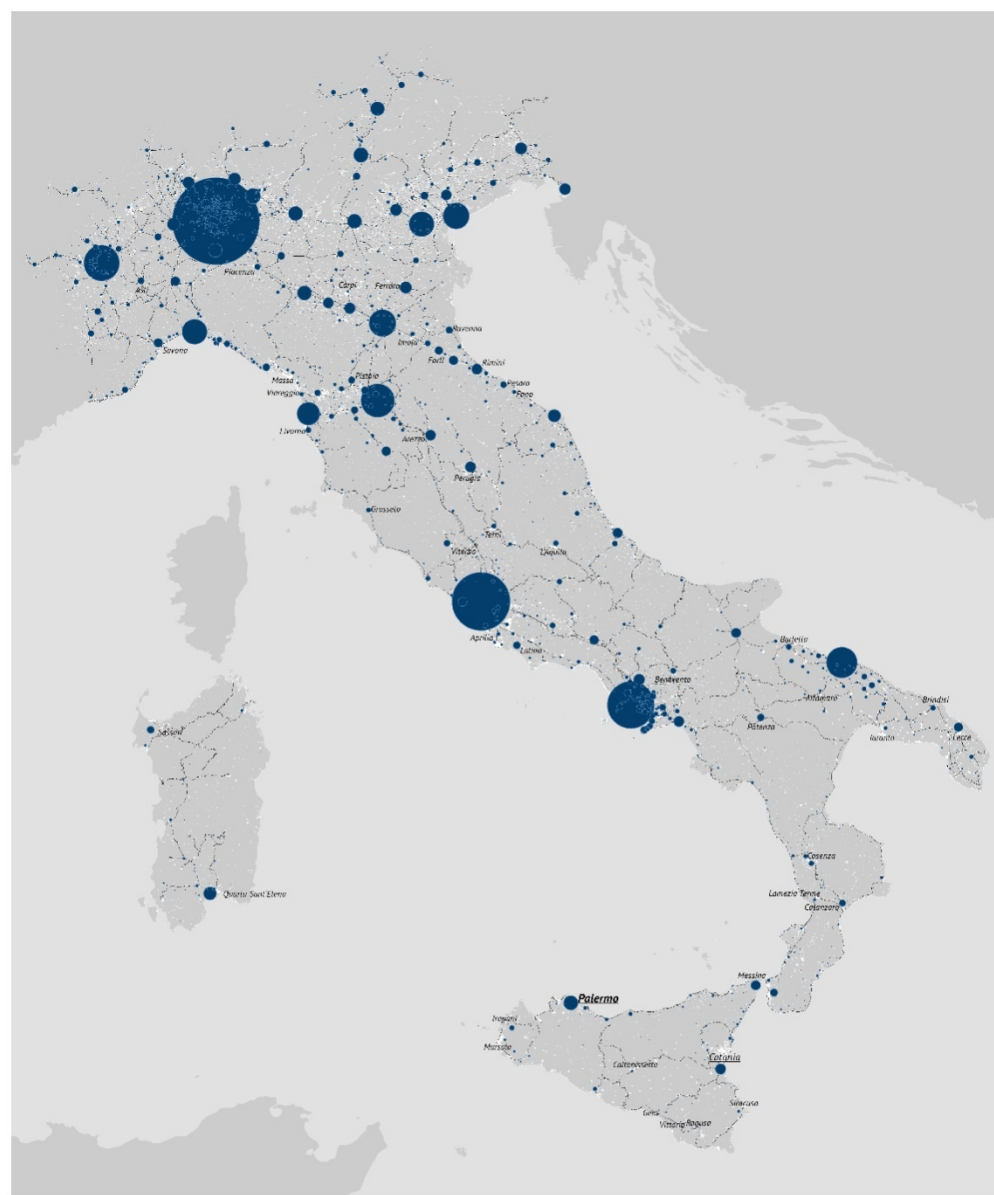 Piacenza
Asti
Carpi
Ferrara
Savona
Imola
Ravenna
Forlì
Rimini
Massa
Pistoia
Pesaro
Viareggio
Fano
Livorno
Arezzo
Perugia
Grosseto
Terni
Viterbo
L'Aquila
Aprilia
Latina
Barletta
Benevento
Altamura
Brindisi
Sassari
Potenza
Taranto
Lecce
Cosenza
Quartu Sant'Elena
Lamezia Terme
Catanzaro
Messina
Palermo
Trapani
Marsala
Catania
Caltanissetta
Siracusa
Gela
Vittoria
Ragusa